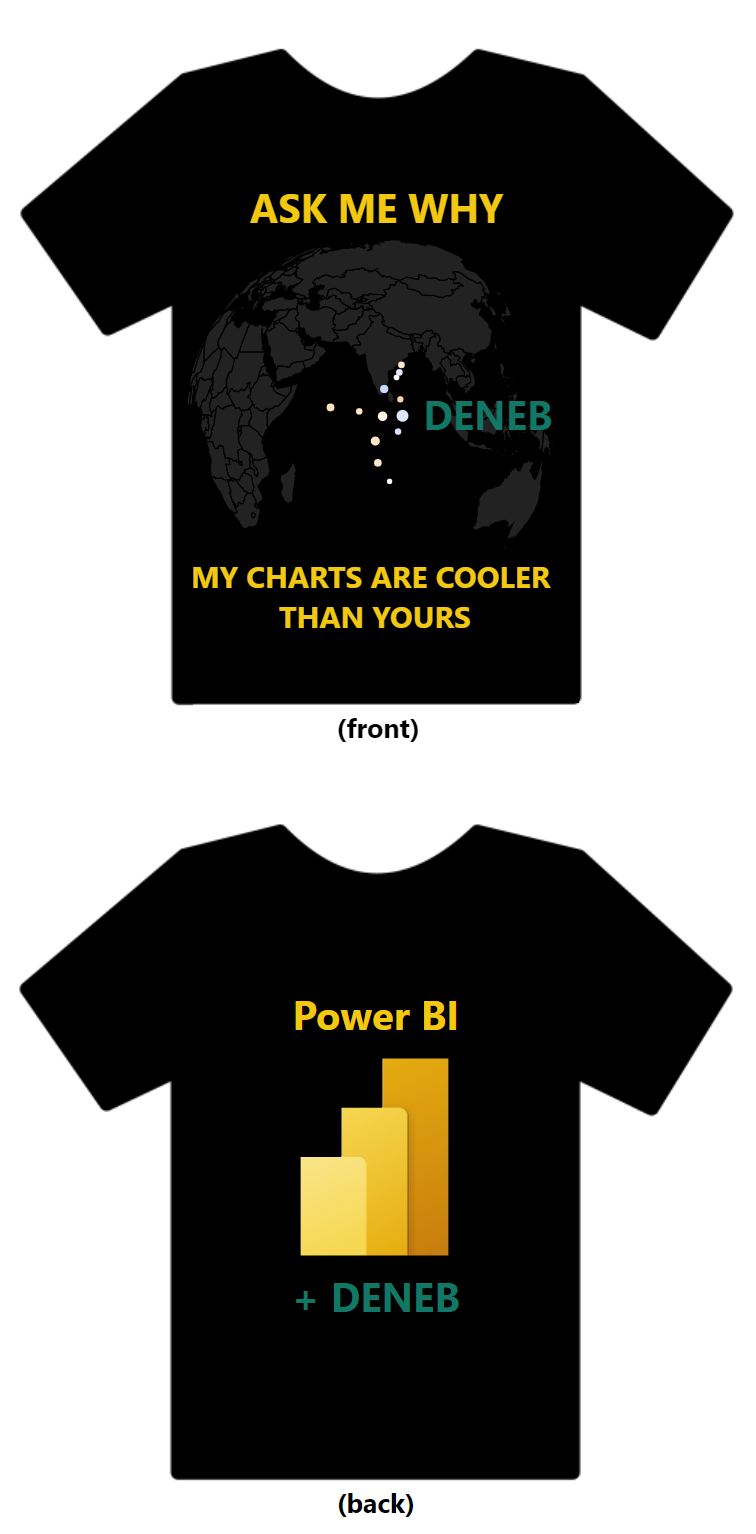 ASK ME WHY
DENEB
MY CHARTS ARE COOLER
THAN YOURS
(front)
Power BI
+ DENEB
(back)